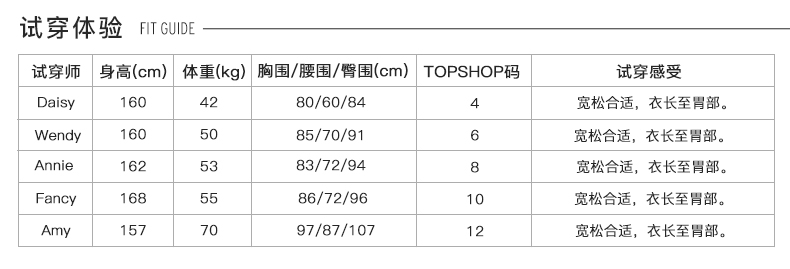 试穿体验 FIT GUIDE
试穿师 身高(cm) 体重(kg) 胸围/腰围/臀围(cm) TOPSHOP码 试穿感受
Daisy 160 42 80/60/84 4 宽松合适，衣长至胃部。
Wendy 160 50 85/70/91 6 宽松合适，衣长至胃部。
Annie 162 53 83/72/94 8 宽松合适，衣长至胃部。
Fancy 168 55 86/72/96 10 宽松合适，衣长至胃部。
Amy 157 70 97/87/107 12 宽松合适，衣长至胃部。